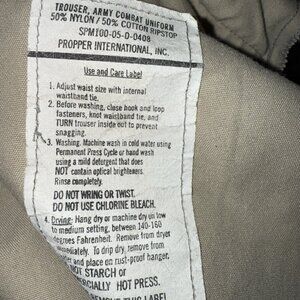 TROUSER, ARMY COMBAT UNIFORM
50% NYLON / 50% COTTON RIPSTOP
SPM100-05-D-0408
PROPPER INTERNATIONAL, INC.
Use and Care Label
1. Adjust waist size with internal
waistband tie.
2. Before washing, close hook and loop
fasteners, knot waistband tie, and
TURN trouser inside out to prevent
snagging.
3. Washing: Machine wash in cold water using
Permanent Press Cycle or hand wash
using a mild detergent that does
NOT contain optical brighteners.
Rinse completely.
DO NOT WRING OR TWIST.
DO NOT USE CHLORINE BLEACH.
4. Drying: Hang dry or machine dry on low
to medium setting, between 140-160
degrees Fahrenheit. Remove from dryer
immediately. To drip dry, remove from
and place on rust-proof hanger.
NOT STARCH or
HOT PRESS.
REMOVE THIS LABEL